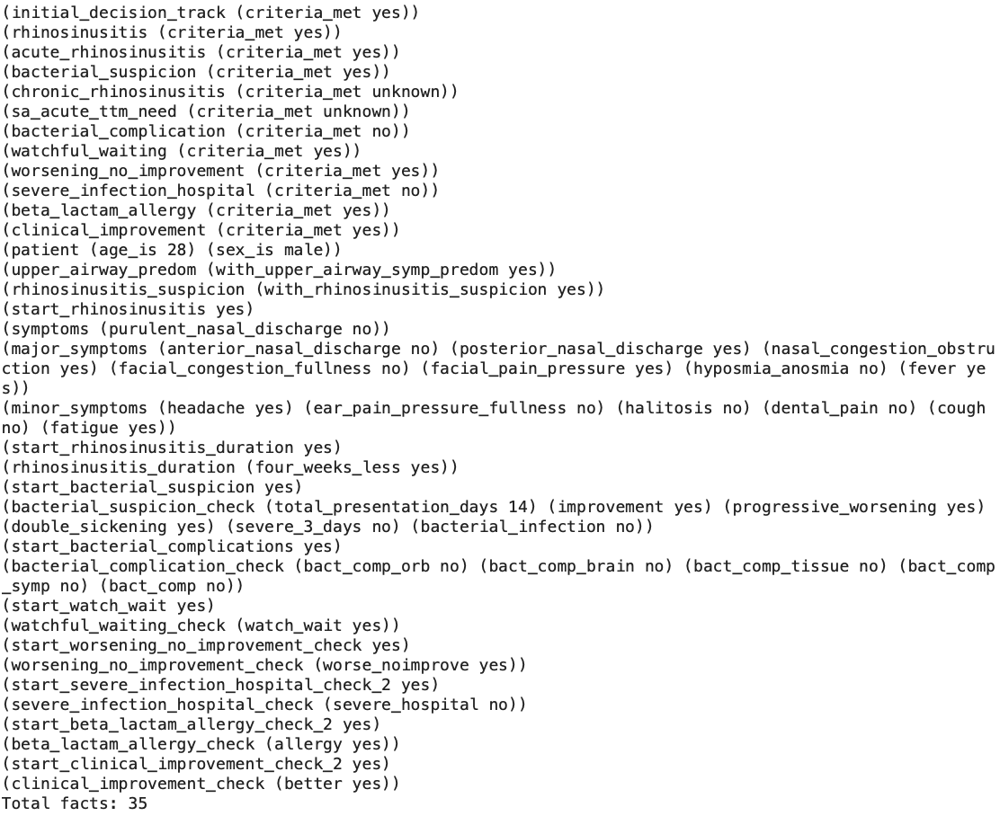 (initial_decision_track (criteria_met yes))
(rhinosinusitis (criteria_met yes))
(acute_rhinosinusitis (criteria_met yes))
(bacterial_suspicion (criteria_met yes))
(chronic_rhinosinusitis (criteria_met unknown))
(sa_acute_ttm_need (criteria_met unknown))
(bacterial_complication (criteria_met no))
(watchful_waiting (criteria_met yes))
(worsening_no_improvement (criteria_met yes))
(severe_infection_hospital (criteria_met no))
(beta_lactam_allergy (criteria_met yes))
(clinical_improvement (criteria_met yes))
(patient (age_is 28) (sex_is male))
(upper_airway_predom (with_upper_airway_symp_predom yes))
(rhinosinusitis_suspicion (with_rhinosinusitis_suspicion yes))
(start_rhinosinusitis yes)
(symptoms (purulent_nasal_discharge no))
(major_symptoms (anterior_nasal_discharge no) (posterior_nasal_discharge yes) (nasal_congestion_obstru
ction yes) (facial_congestion_fullness no) (facial_pain_pressure yes) (hyposmia_anosmia no) (fever ye
s))
(minor_symptoms (headache yes) (ear_pain_pressure_fullness no) (halitosis no) (dental_pain no) (cough
no) (fatigue yes))
(start_rhinosinusitis_duration yes)
(rhinosinusitis_duration (four_weeks_less yes))
(start_bacterial_suspicion yes)
(bacterial_suspicion_check (total_presentation_days 14) (improvement yes) (progressive_worsening yes)
(double_sickening yes) (severe_3_days no) (bacterial_infection no))
(start_bacterial_complications yes)
(bacterial_complication_check (bact_comp_orb no) (bact_comp_brain no) (bact_comp_tissue no) (bact_comp
_symp no) (bact_comp no))
(start_watch_wait yes)
(watchful_waiting_check (watch_wait yes))
(start_worsening_no_improvement_check yes)
(worsening_no_improvement_check (worse_noimprove yes))
(start_severe_infection_hospital_check_2 yes)
(severe_infection_hospital_check (severe_hospital no))
(start_beta_lactam_allergy_check_2 yes)
(beta_lactam_allergy_check (allergy yes))
(start_clinical_improvement_check_2 yes)
(clinical_improvement_check (better yes))
Total facts: 35